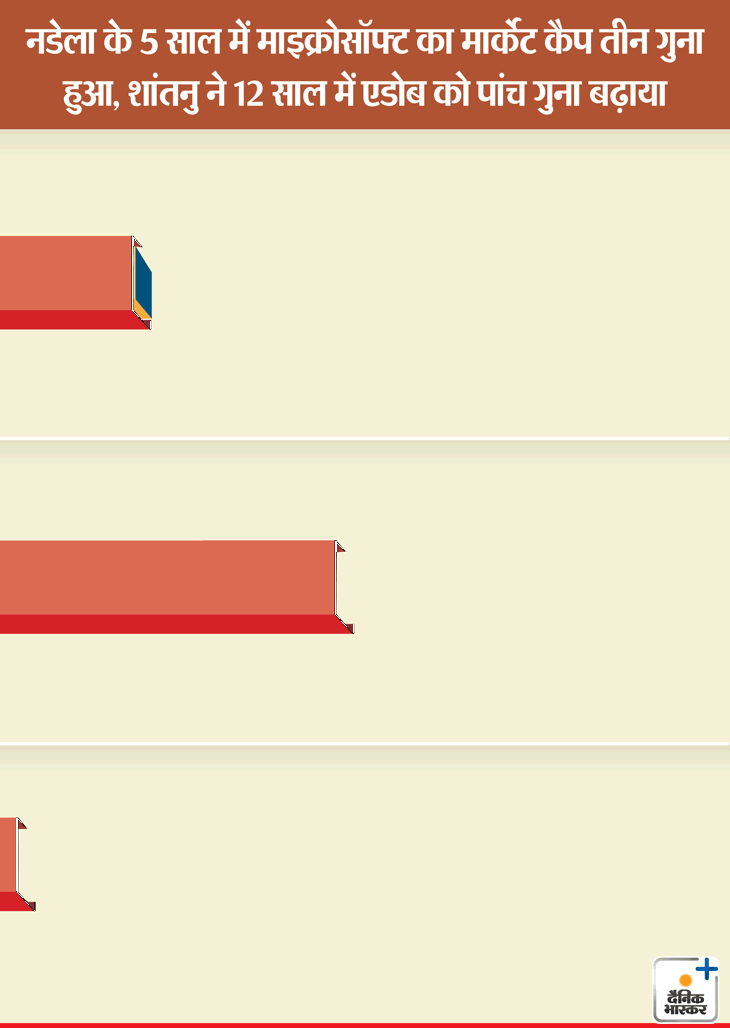 नडेला के 5 साल में माइक्रोसॉफ्ट का मार्केट कैप तीन गुना
हुआ, शांतनु ने 12 साल में एडोब को पांच गुना बढ़ाया
दैनिक
भास्कर